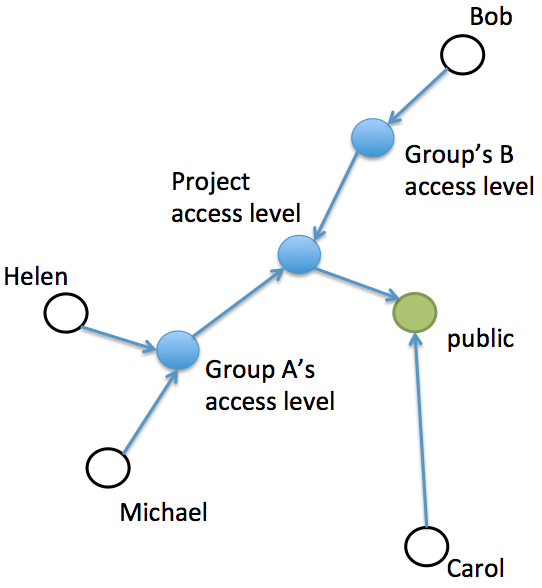 Bob
Group's B
access level
Project
access level
Helen
public
Group A's
access level
Michael
Carol